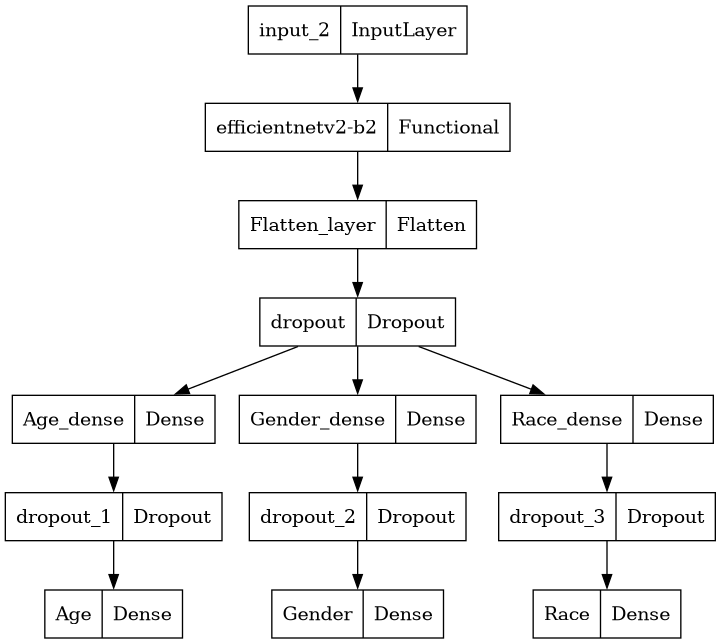 input_2 InputLayer
efficientnetv2-b2 Functional
Flatten_layer Flatten
dropout Dropout
Age_dense Dense
Gender_dense Dense
Race_dense Dense
dropout_1 Dropout
dropout_2 Dropout
dropout_3 Dropout
Age Dense
Gender Dense
Race Dense